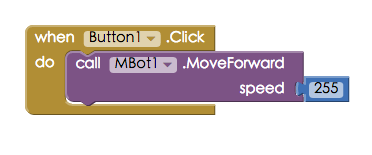 when Button1 .Click
do call MBot1 .MoveForward
speed 255